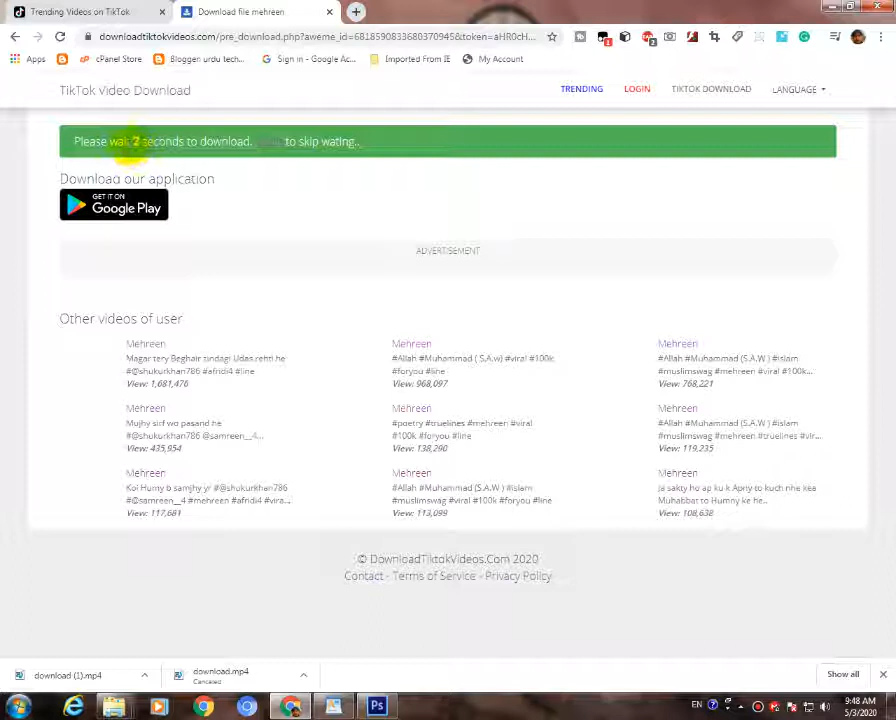 Trending Videos on TikTok
Download file mehreen
downloadtiktokvideos.com/pre_download.php?aweme_id=6818590833680370945&token=aHR0cH...
Apps
cPanel Store
Bloggen urdu tech...
Sign in - Google Ac...
Imported From IE
My Account
TikTok Video Download
TRENDING
LOGIN
TIKTOK DOWNLOAD
LANGUAGE
Please wait 2 seconds to download. to skip wating..
Download our application
GET IT ON
Google Play
ADVERTISEMENT
Other videos of user
Mehreen
Magar tery Beghair zindagi Udas rehti he
#@shukurkhan786 #afridi4 #line
View: 1,681,476
Mehreen
#Allah #Muhammad ( S.A.w) #viral #100k
#foryou #line
View: 968,097
Mehreen
#Allah #Muhammad (S.A.W ) #islam
#muslimswag #mehreen #viral #100k...
View: 768,221
Mehreen
Mujhy sirf wo pasand he
#@shukurkhan786 @samreen__4...
View: 435,954
Mehreen
#poetry #truelines #mehreen #viral
#100k #foryou #line
View: 138,290
Mehreen
#Allah #Muhammad (S.A.W ) #islam
#muslimswag #mehreen #truelines #vir...
View: 119,235
Mehreen
Koi Humy b samjhy yr #@shukurkhan786
#@samreen__4 #mehreen #afridi4 #vira...
View: 117,681
Mehreen
#Allah #Muhammad (S.A.W ) #islam
#muslimswag #viral #100k #foryou #line
View: 113,099
Mehreen
Ja sakty ho ap ku k Apny to kuch nhe kea
Muhabbat to Humny ke he..
View: 108,638
© DownloadTiktokVideos.Com 2020
Contact - Terms of Service - Privacy Policy
download (1).mp4
download.mp4
Canceled
Show all
EN
9:48 AM
5/3/2020